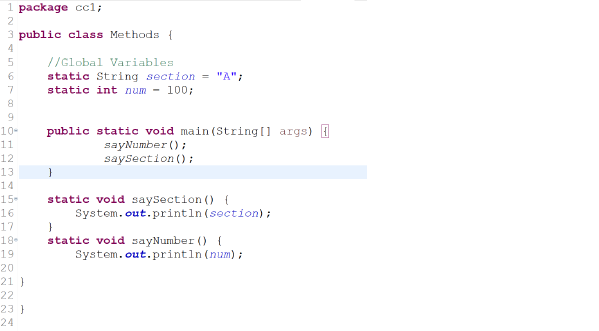 1 package cc1;
2
3 public class Methods {
4
5 //Global Variables
6 static String section = "A";
7 static int num = 100;
8
9
10 public static void main(String[] args) {
11 sayNumber();
12 saySection();
13 }
14
15 static void saySection() {
16 System.out.println(section);
17 }
18 static void sayNumber() {
19 System.out.println(num);
20
21 }
22
23 }
24